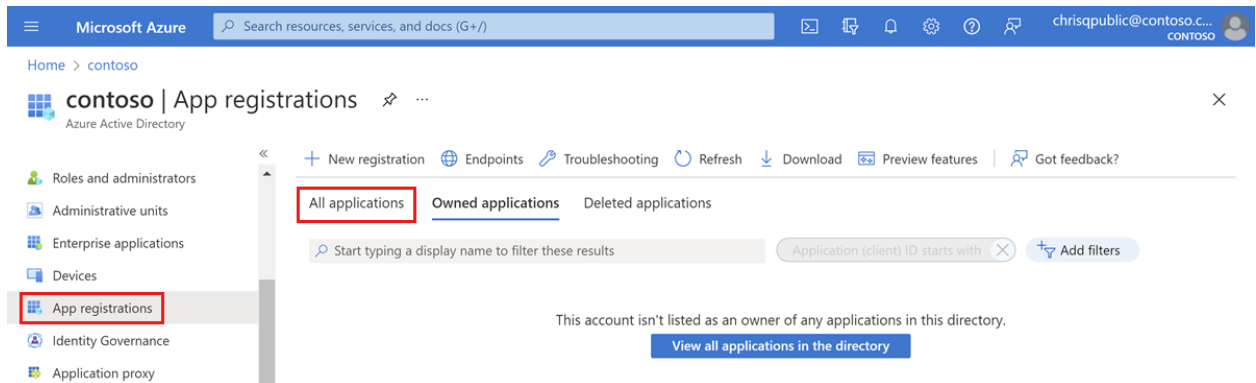 Microsoft Azure
Search resources, services, and docs (G+/)
chrisqpublic@contoso.c...
CONTOSO
Home > contoso
contoso | App registrations
Azure Active Directory
New registration
Endpoints
Troubleshooting
Refresh
Download
Preview features
Got feedback?
Roles and administrators
Administrative units
Enterprise applications
Devices
App registrations
Identity Governance
Application proxy
All applications
Owned applications
Deleted applications
Start typing a display name to filter these results
Application (client) ID starts with
Add filters
This account isn't listed as an owner of any applications in this directory.
View all applications in the directory